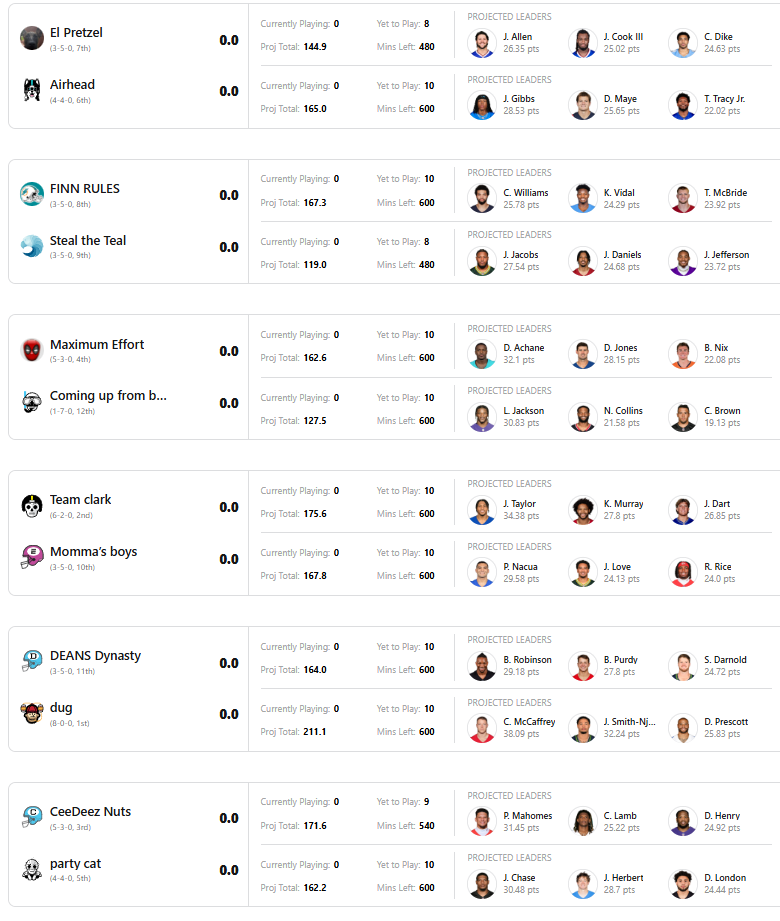 El Pretzel
(3-5-0, 7th)
0.0
Currently Playing: 0 Yet to Play: 8
Proj Total: 144.9 Mins Left: 480
PROJECTED LEADERS
J. Allen
26.35 pts
J. Cook III
25.02 pts
C. Dike
24.63 pts
Airhead
(4-4-0, 6th)
0.0
Currently Playing: 0 Yet to Play: 10
Proj Total: 165.0 Mins Left: 600
PROJECTED LEADERS
J. Gibbs
28.53 pts
D. Maye
25.65 pts
T. Tracy Jr.
22.02 pts
FINN RULES
(3-5-0, 8th)
0.0
Currently Playing: 0 Yet to Play: 10
Proj Total: 167.3 Mins Left: 600
PROJECTED LEADERS
C. Williams
25.78 pts
K. Vidal
24.29 pts
T. McBride
23.92 pts
Steal the Teal
(3-5-0, 9th)
0.0
Currently Playing: 0 Yet to Play: 8
Proj Total: 119.0 Mins Left: 480
PROJECTED LEADERS
J. Jacobs
27.54 pts
J. Daniels
24.68 pts
J. Jefferson
23.72 pts
Maximum Effort
(5-3-0, 4th)
0.0
Currently Playing: 0 Yet to Play: 10
Proj Total: 162.6 Mins Left: 600
PROJECTED LEADERS
D. Achane
32.1 pts
D. Jones
28.15 pts
B. Nix
22.08 pts
Coming up from b...
(1-7-0, 12th)
0.0
Currently Playing: 0 Yet to Play: 10
Proj Total: 127.5 Mins Left: 600
PROJECTED LEADERS
L. Jackson
30.83 pts
N. Collins
21.58 pts
C. Brown
19.13 pts
Team clark
(6-2-0, 2nd)
0.0
Currently Playing: 0 Yet to Play: 10
Proj Total: 175.6 Mins Left: 600
PROJECTED LEADERS
J. Taylor
34.38 pts
K. Murray
27.8 pts
J. Dart
26.85 pts
Momma's boys
(3-5-0, 10th)
0.0
Currently Playing: 0 Yet to Play: 10
Proj Total: 167.8 Mins Left: 600
PROJECTED LEADERS
P. Nacua
29.58 pts
J. Love
24.13 pts
R. Rice
24.0 pts
DEANS Dynasty
(3-5-0, 11th)
0.0
Currently Playing: 0 Yet to Play: 10
Proj Total: 164.0 Mins Left: 600
PROJECTED LEADERS
B. Robinson
29.18 pts
B. Purdy
27.8 pts
S. Darnold
24.72 pts
dug
(8-0-0, 1st)
0.0
Currently Playing: 0 Yet to Play: 10
Proj Total: 211.1 Mins Left: 600
PROJECTED LEADERS
C. McCaffrey
38.09 pts
J. Smith-Nj...
32.24 pts
D. Prescott
25.83 pts
CeeDeez Nuts
(5-3-0, 3rd)
0.0
Currently Playing: 0 Yet to Play: 9
Proj Total: 171.6 Mins Left: 540
PROJECTED LEADERS
P. Mahomes
31.45 pts
C. Lamb
25.22 pts
D. Henry
24.92 pts
party cat
(4-4-0, 5th)
0.0
Currently Playing: 0 Yet to Play: 10
Proj Total: 162.2 Mins Left: 600
PROJECTED LEADERS
J. Chase
30.48 pts
J. Herbert
28.7 pts
D. London
24.44 pts